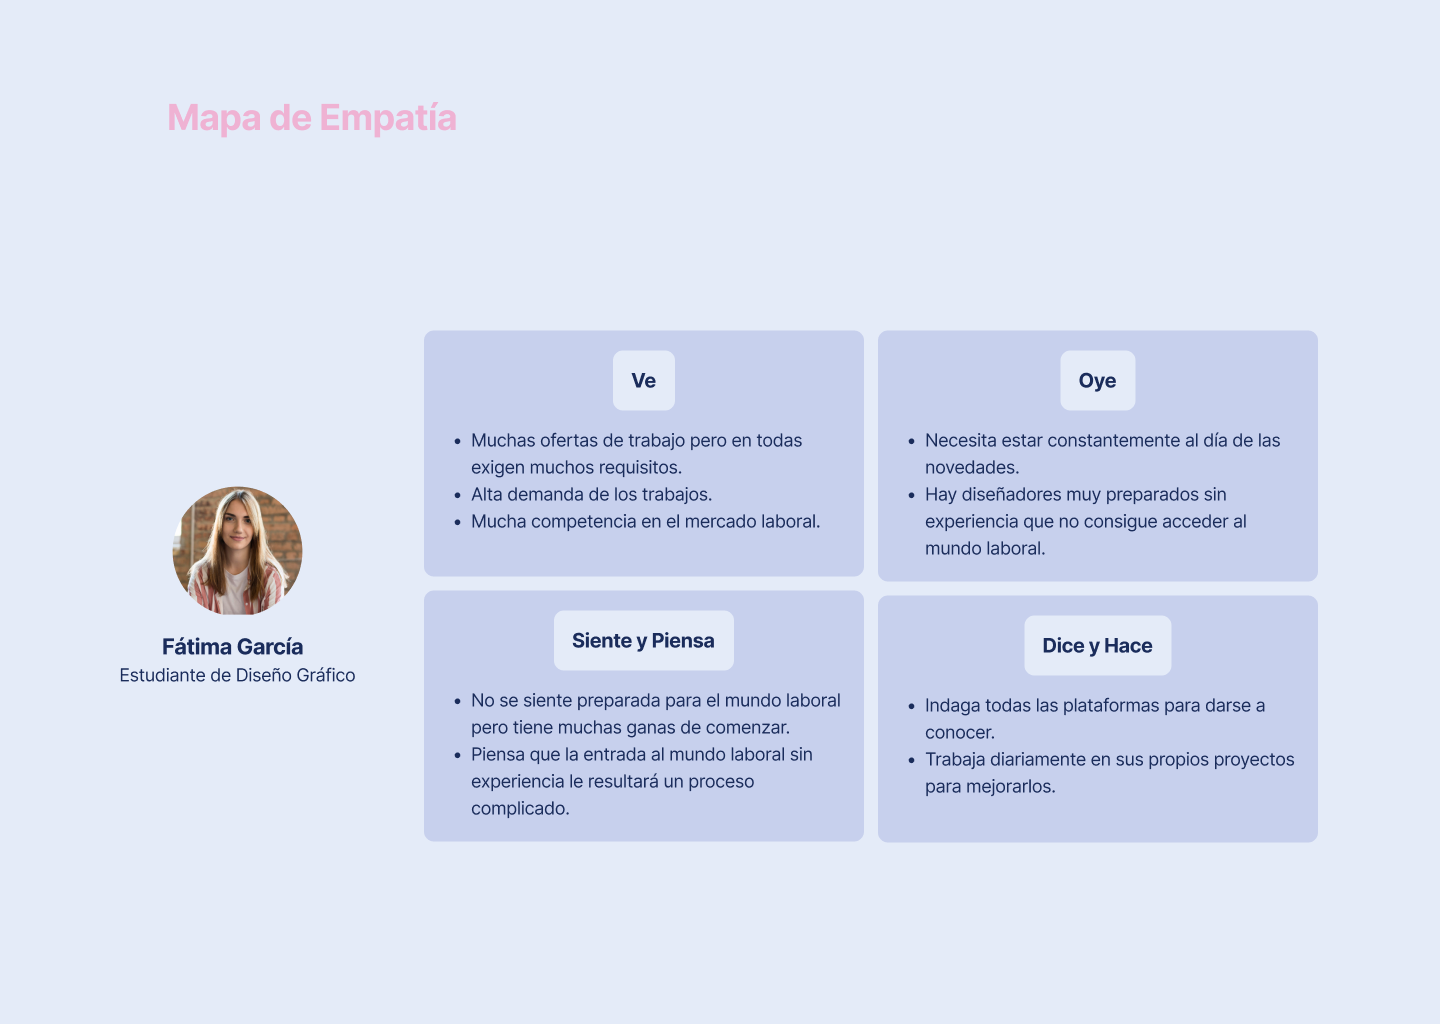 Mapa de Empatía
Fátima García
Estudiante de Diseño Gráfico
Ve
• Muchas ofertas de trabajo pero en todas
exigen muchos requisitos.
• Alta demanda de los trabajos.
• Mucha competencia en el mercado laboral.
Oye
• Necesita estar constantemente al día de las
novedades.
• Hay diseñadores muy preparados sin
experiencia que no consigue acceder al
mundo laboral.
Siente y Piensa
• No se siente preparada para el mundo laboral
pero tiene muchas ganas de comenzar.
• Piensa que la entrada al mundo laboral sin
experiencia le resultará un proceso
complicado.
Dice y Hace
• Indaga todas las plataformas para darse a
conocer.
• Trabaja diariamente en sus propios proyectos
para mejorarlos.